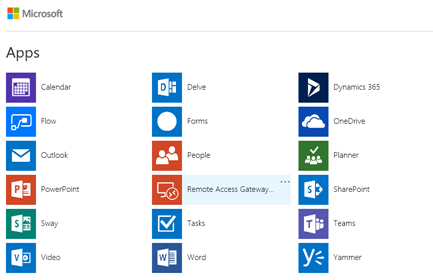 Microsoft
Apps
Calendar
Delve
Dynamics 365
Flow
Forms
OneDrive
Outlook
People
Planner
PowerPoint
Remote Access Gateway...
SharePoint
Sway
Tasks
Teams
Video
Word
Yammer